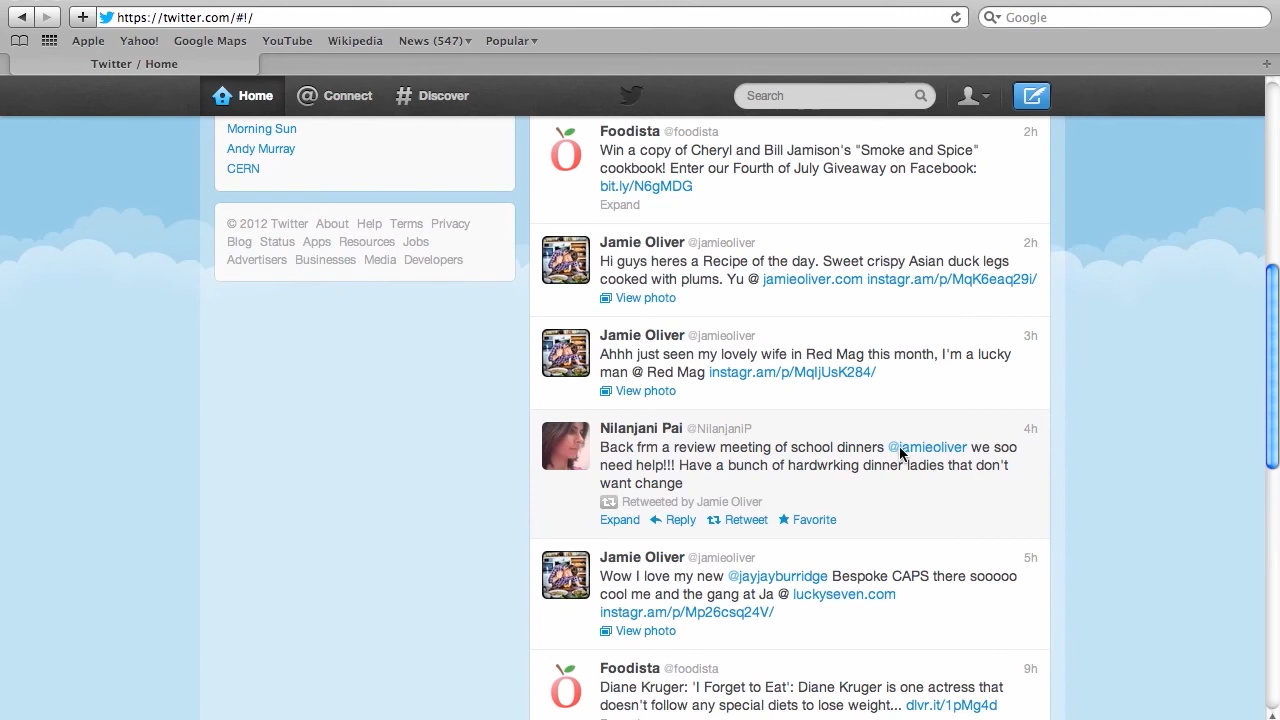 https://twitter.com/#!/
Google
Apple Yahoo! Google Maps YouTube Wikipedia News (547) Popular
Twitter / Home
Home Connect # Discover
Search
Morning Sun
Andy Murray
CERN
© 2012 Twitter About Help Terms Privacy
Blog Status Apps Resources Jobs
Advertisers Businesses Media Developers
Foodista @foodista 2h
Win a copy of Cheryl and Bill Jamison's "Smoke and Spice"
cookbook! Enter our Fourth of July Giveaway on Facebook:
bit.ly/N6gMDG
Expand
Jamie Oliver @jamieoliver 2h
Hi guys heres a Recipe of the day. Sweet crispy Asian duck legs
cooked with plums. Yu @ jamieoliver.com instagr.am/p/MqK6eaq29i/
View photo
Jamie Oliver @jamieoliver 3h
Ahhh just seen my lovely wife in Red Mag this month, I'm a lucky
man @ Red Mag instagr.am/p/MqIjUsK284/
View photo
Nilanjani Pai @NilanjaniP 4h
Back frm a review meeting of school dinners @jamieoliver we soo
need help!!! Have a bunch of hardwrking dinner ladies that don't
want change
Retweeted by Jamie Oliver
Expand Reply Retweet Favorite
Jamie Oliver @jamieoliver 5h
Wow I love my new @jayjayburridge Bespoke CAPS there sooooo
cool me and the gang at Ja @ luckyseven.com
instagr.am/p/Mp26csq24V/
View photo
Foodista @foodista 9h
Diane Kruger: 'I Forget to Eat': Diane Kruger is one actress that
doesn't follow any special diets to lose weight... dlvr.it/1pMg4d